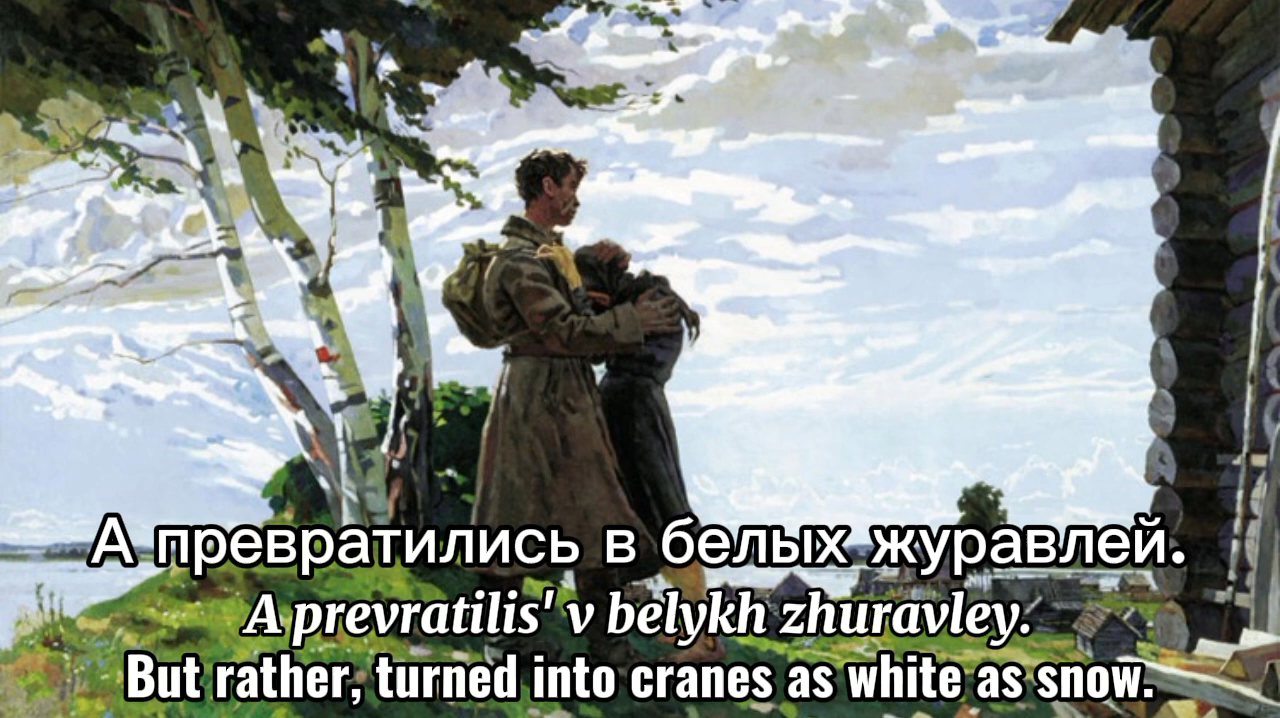 А превратились в белых журавлей.
A prevratilis' v belykh zhuravley.
But rather, turned into cranes as white as snow.